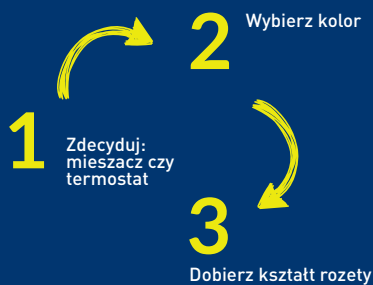 1
Zdecyduj:
mieszacz czy
termostat
2
Wybierz kolor
3
Dobierz kształt rozety